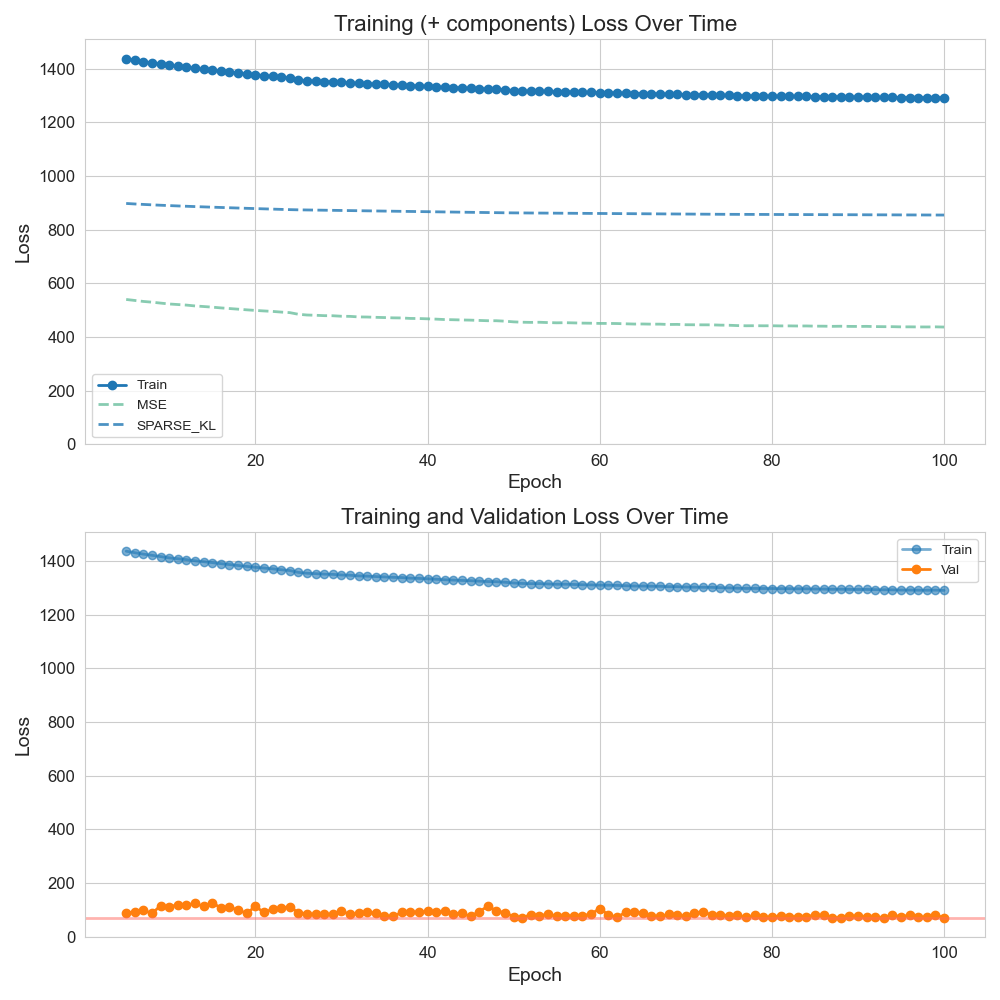 Training (+ components) Loss Over Time
1400
1200
1000
800
600
400
200
0
Loss
Train
MSE
SPARSE_KL
20 40 60 80 100
Epoch
Training and Validation Loss Over Time
1400
1200
1000
800
600
400
200
0
Loss
Train
Val
20 40 60 80 100
Epoch